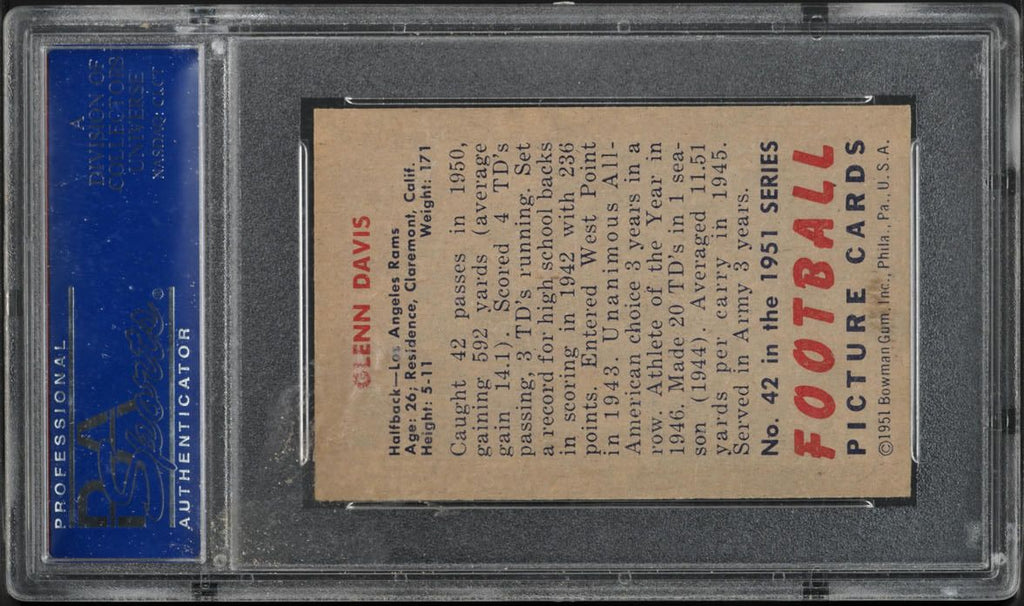 PROFESSIONAL
PSA
Sports®
AUTHENTICATOR
A
DIVISION OF
COLLECTORS
UNIVERSE
NASDAQ: CLCT
GLENN DAVIS
Halfback—Los Angeles Rams
Age: 26; Residence, Claremont, Calif.
Height: 5-11 Weight: 171
Caught 42 passes in 1950,
gaining 592 yards (average
gain 14.1). Scored 4 TD's
passing, 3 TD's running. Set
a record for high school backs
in scoring in 1942 with 236
points. Entered West Point
in 1943. Unanimous All-
American choice 3 years in a
row. Athlete of the Year in
1946. Made 20 TD's in 1 sea-
son (1944). Averaged 11.51
yards per carry in 1945.
Served in Army 3 years.
No. 42 in the 1951 SERIES
FOOTBALL
PICTURE CARDS
©1951 Bowman Gum, Inc., Phila., Pa., U.S.A.